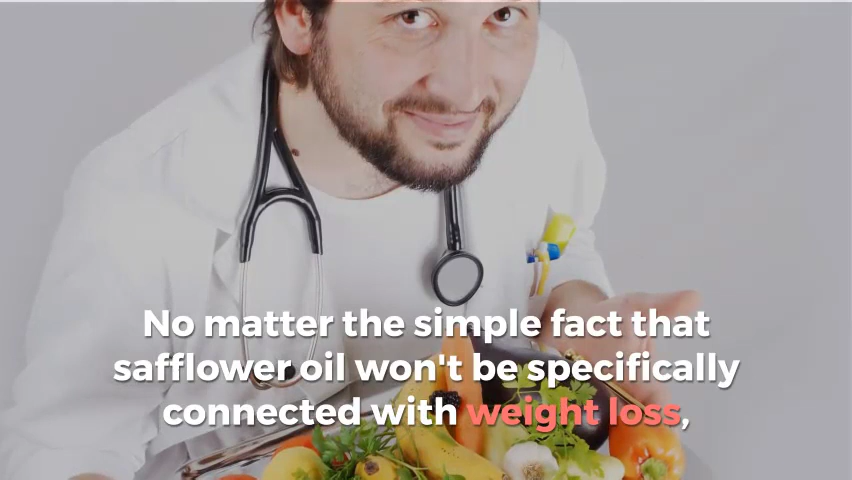 No matter the simple fact that
safflower oil won't be specifically
connected with weight loss,